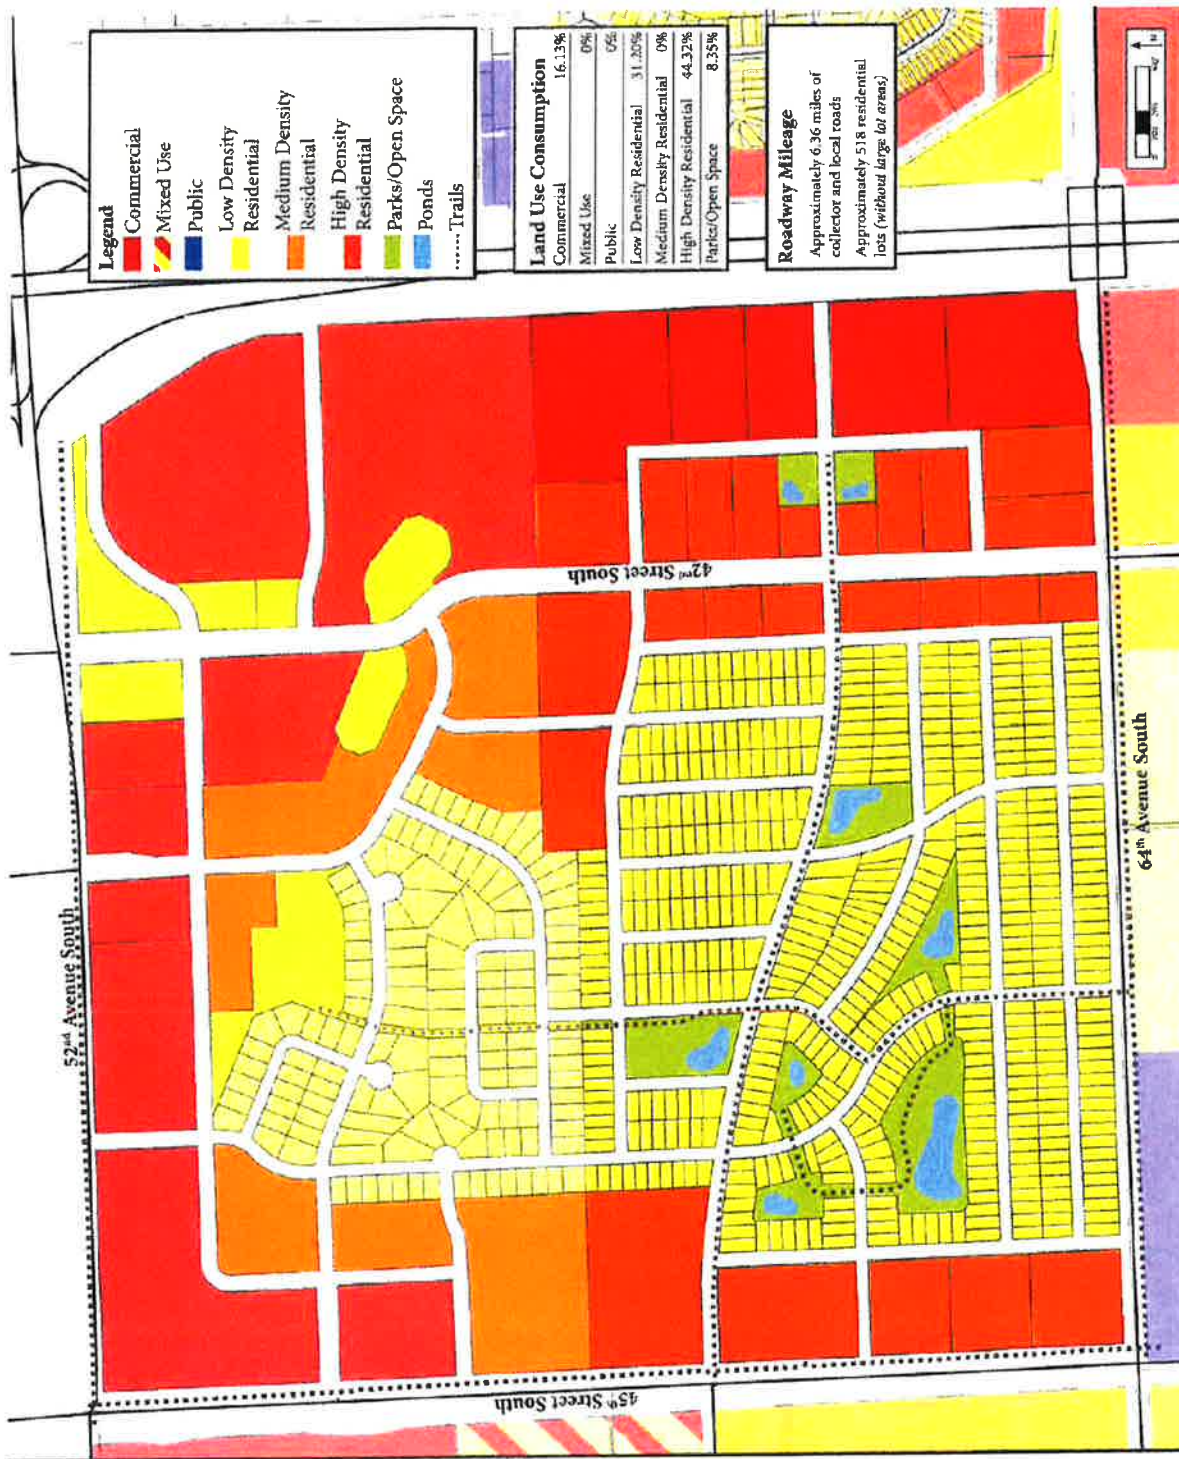 Legend
Commercial
Mixed Use
Public
Low Density
Residential
Medium Density
Residential
High Density
Residential
Parks/Open Space
Ponds
Trails
Land Use Consumption
Commercial 16.13%
Mixed Use 0%
Public 0%
Low Density Residential 31.20%
Medium Density Residential 0%
High Density Residential 44.32%
Parks/Open Space 8.35%
Roadway Mileage
Approximately 6.36 miles of
collector and local roads
Approximately 518 residential
lots (without large lot areas)
52nd Avenue South
42nd Street South
45th Street South
64th Avenue South